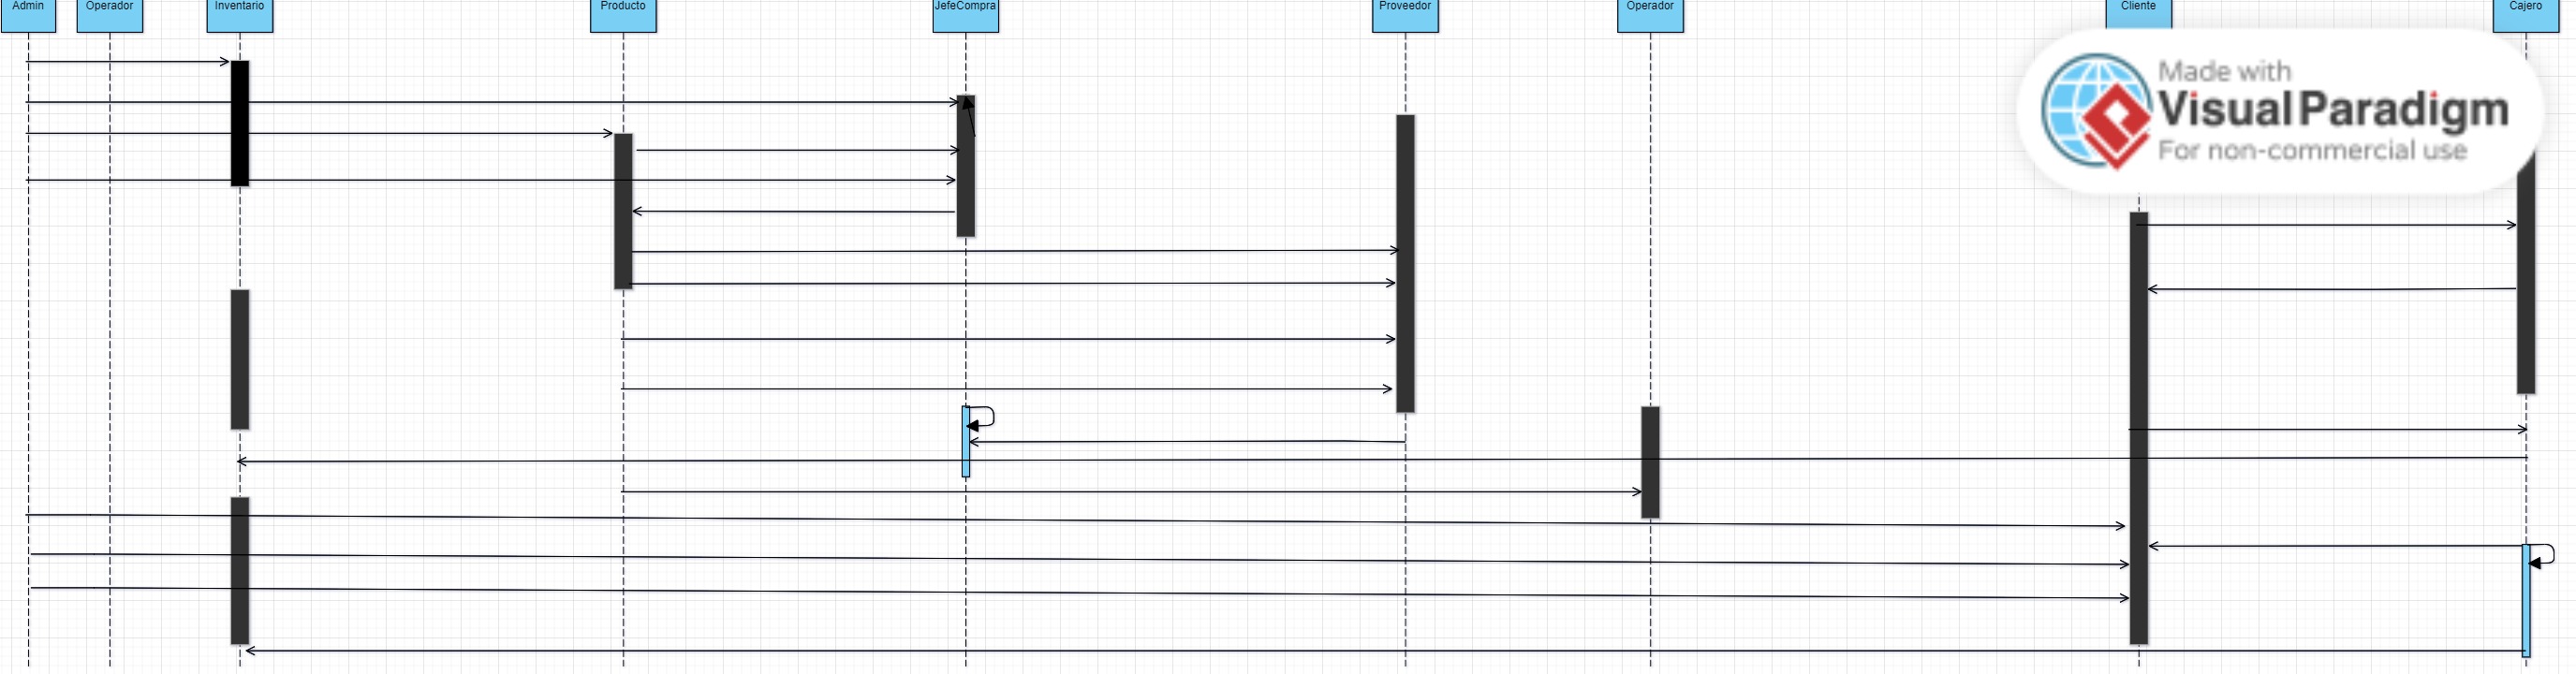 Admin
Operador
Inventario
Producto
JefeCompra
Proveedor
Operador
Cliente
Cajero
Made with
Visual Paradigm
For non-commercial use